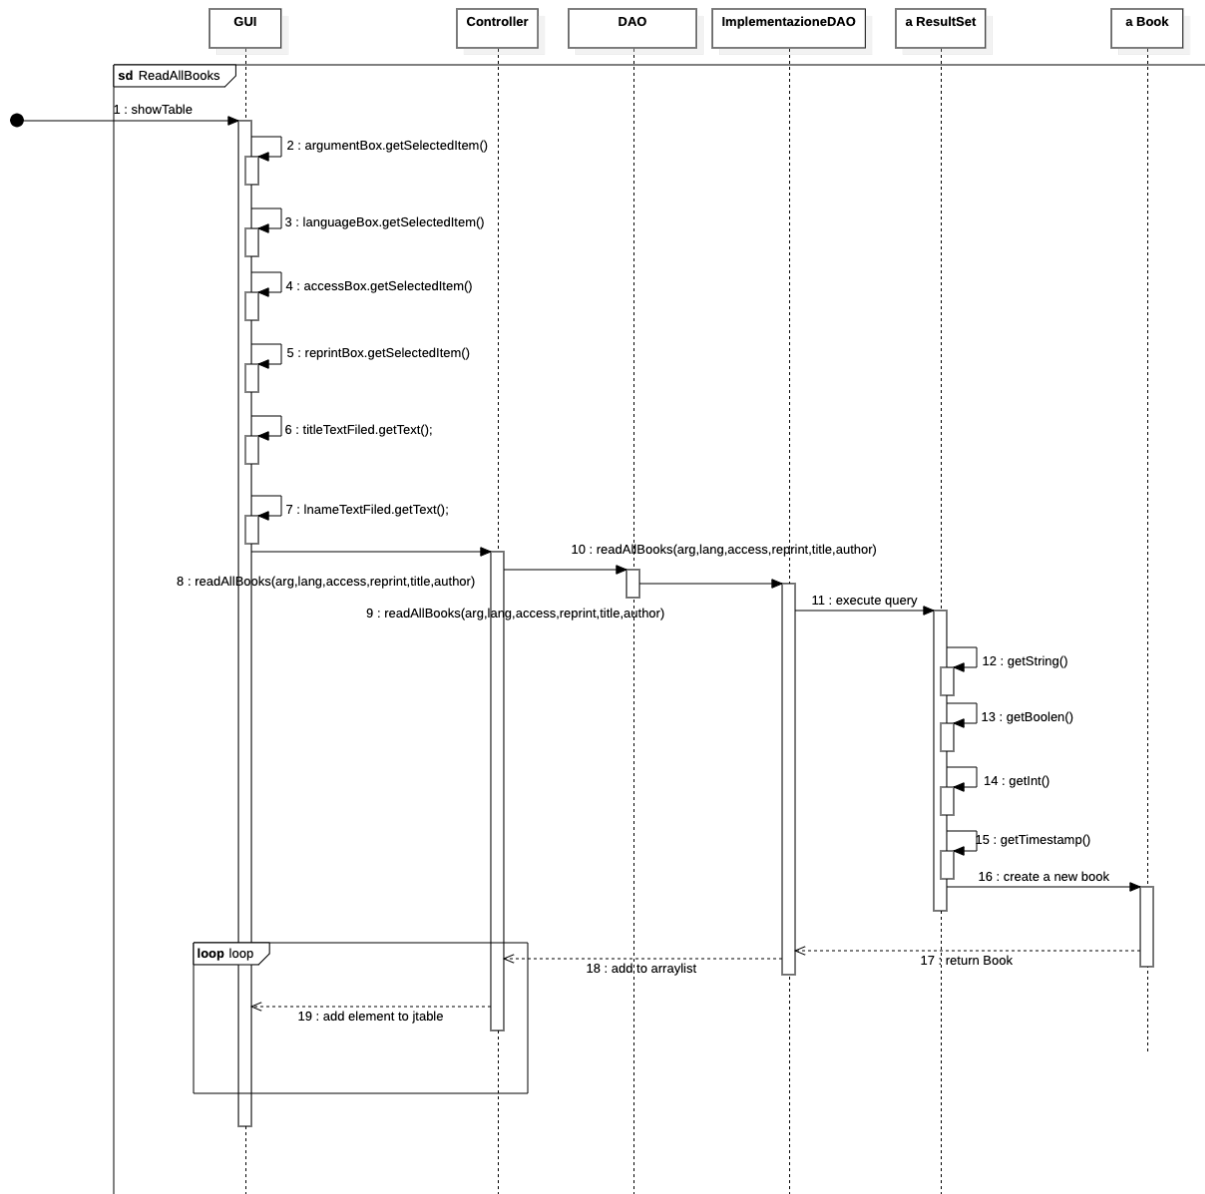 GUI
Controller
DAO
ImplementazioneDAO
a ResultSet
a Book
sd ReadAllBooks
1 : showTable
2 : argumentBox.getSelectedItem()
3 : languageBox.getSelectedItem()
4 : accessBox.getSelectedItem()
5 : reprintBox.getSelectedItem()
6 : titleTextFiled.getText();
7 : lnameTextFiled.getText();
8 : readAllBooks(arg,lang,access,reprint,title,author)
9 : readAllBooks(arg,lang,access,reprint,title,author)
10 : readAllBooks(arg,lang,access,reprint,title,author)
11 : execute query
12 : getString()
13 : getBoolen()
14 : getInt()
15 : getTimestamp()
16 : create a new book
17 : return Book
loop loop
18 : add to arraylist
19 : add element to jtable